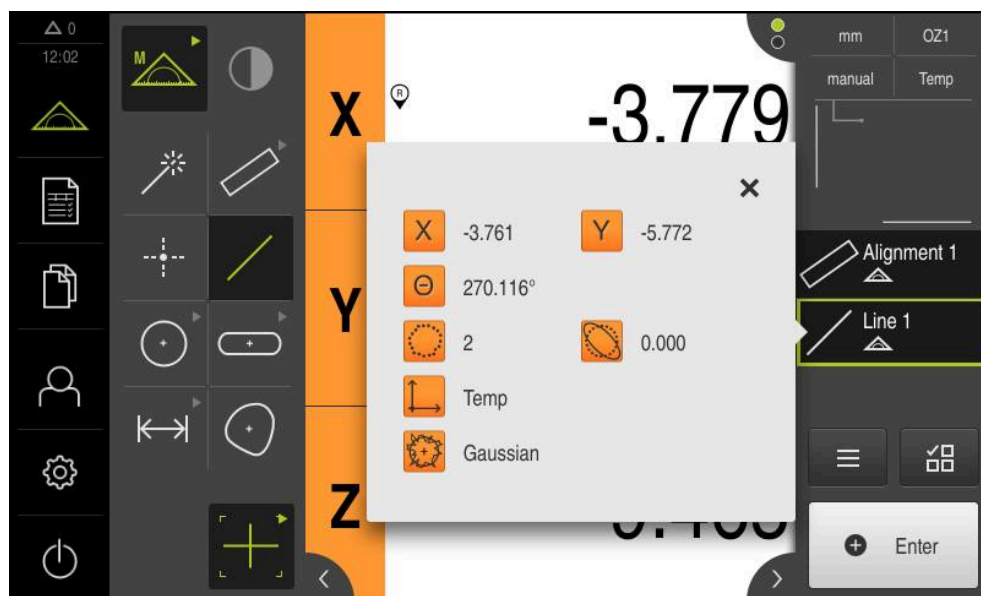 0
12:02
M
X
R
-3.779
mm
OZ1
manual
Temp
X
-3.761
Y
-5.772
Θ
270.116°
2
0.000
Temp
Gaussian
Y
Z
Alignment 1
Line 1
Enter